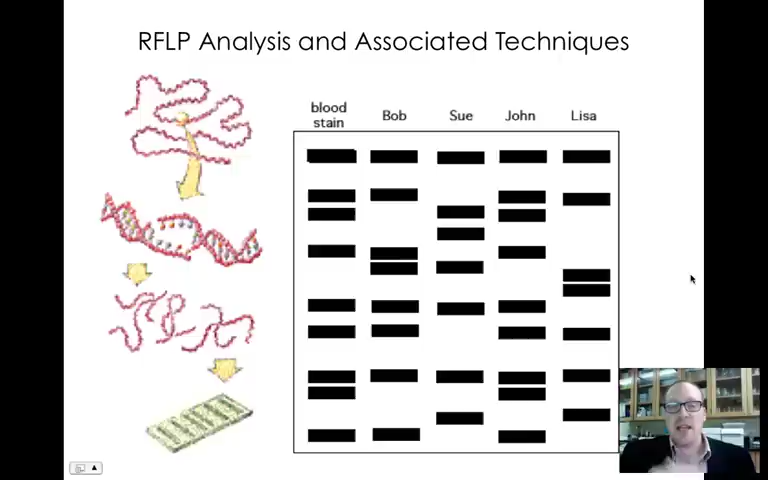 RFLP Analysis and Associated Techniques
blood
stain
Bob
Sue
John
Lisa